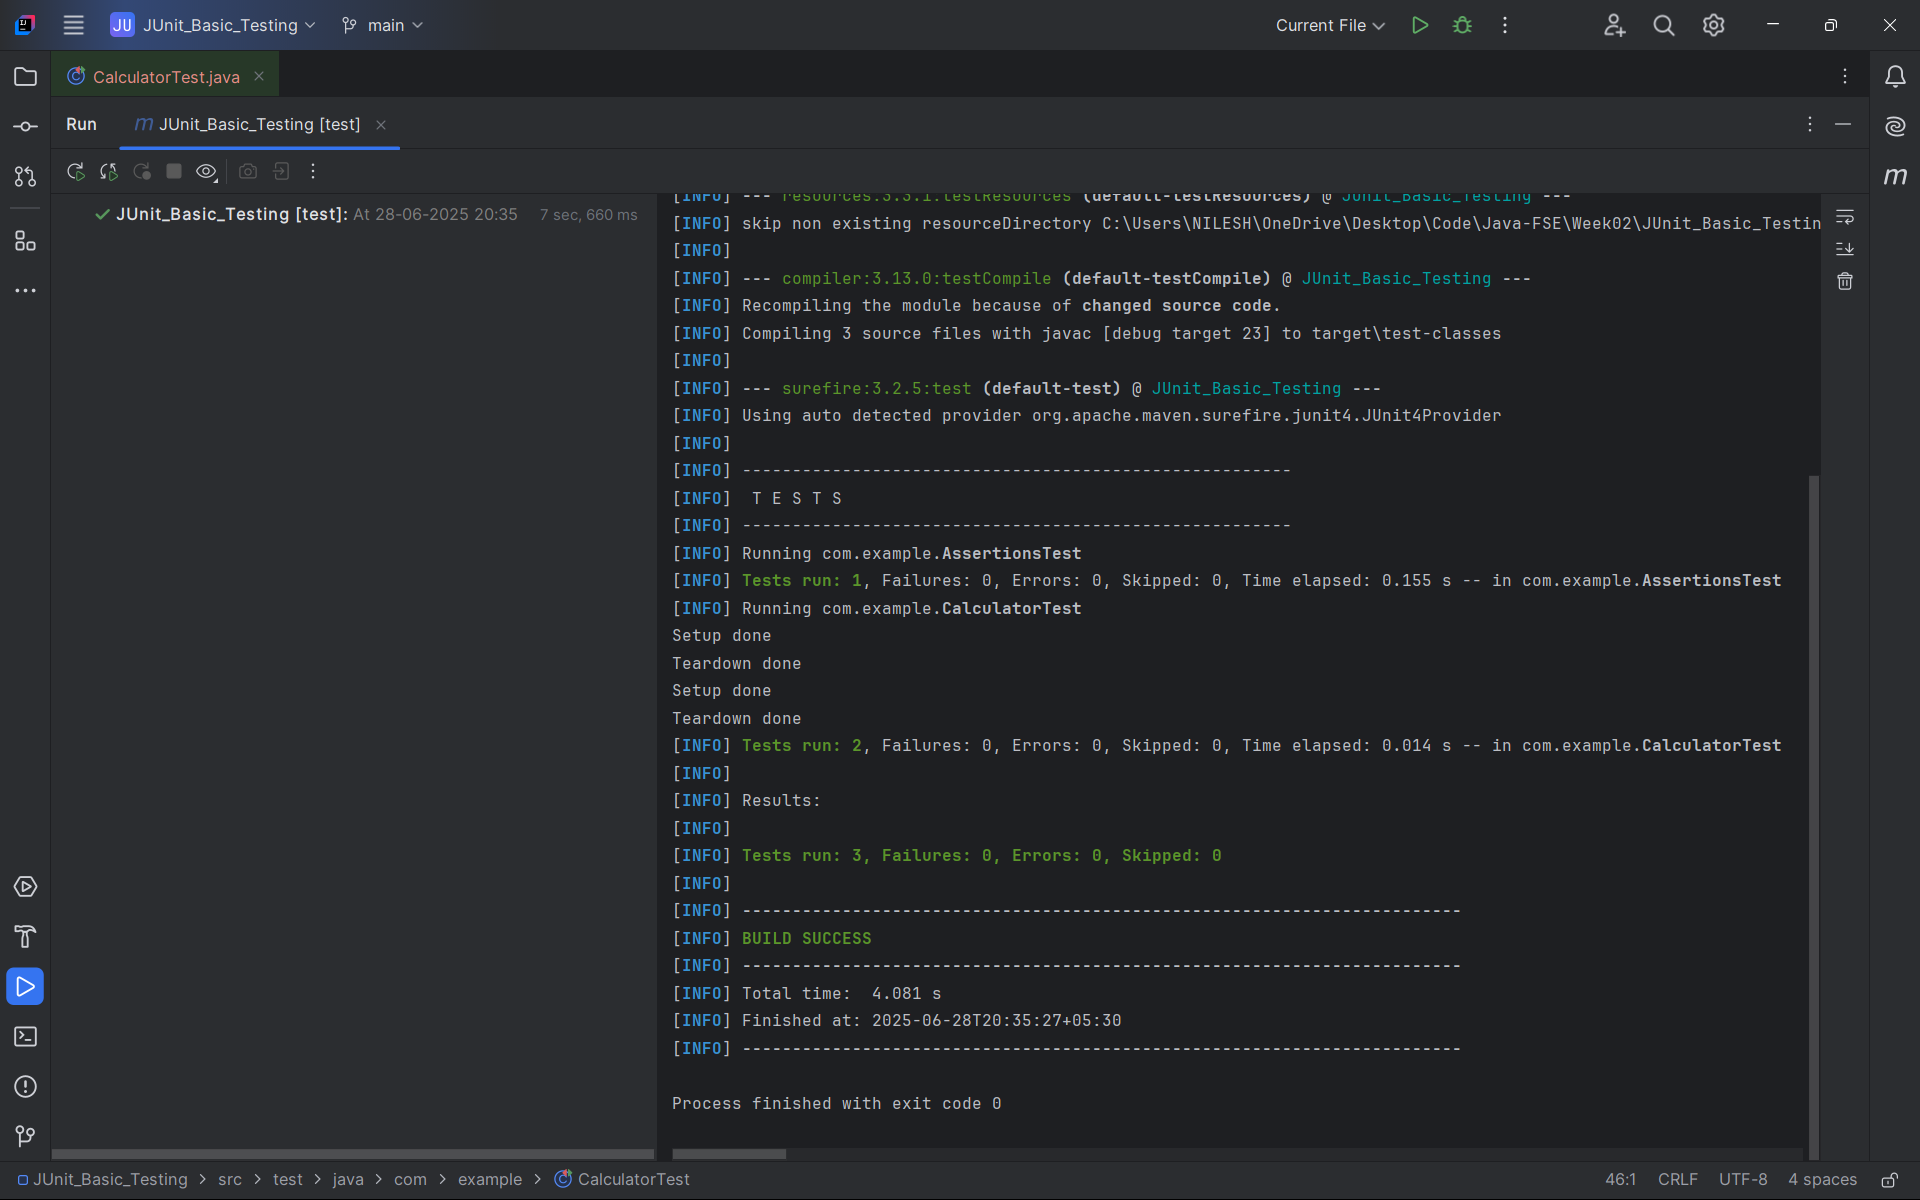 JU JUnit_Basic_Testing main Current File
CalculatorTest.java
Run m JUnit_Basic_Testing [test]
JUnit_Basic_Testing [test]: At 28-06-2025 20:35 7 sec, 660 ms
[INFO] --- resources:3.3.1:testResources (default-testResources) @ JUnit_Basic_Testing ---
[INFO] skip non existing resourceDirectory C:\Users\NILESH\OneDrive\Desktop\Code\Java-FSE\Week02\JUnit_Basic_Testin
[INFO]
[INFO] --- compiler:3.13.0:testCompile (default-testCompile) @ JUnit_Basic_Testing ---
[INFO] Recompiling the module because of changed source code.
[INFO] Compiling 3 source files with javac [debug target 23] to target\test-classes
[INFO]
[INFO] --- surefire:3.2.5:test (default-test) @ JUnit_Basic_Testing ---
[INFO] Using auto detected provider org.apache.maven.surefire.junit4.JUnit4Provider
[INFO]
[INFO] -------------------------------------------------------
[INFO]  T E S T S
[INFO] -------------------------------------------------------
[INFO] Running com.example.AssertionsTest
[INFO] Tests run: 1, Failures: 0, Errors: 0, Skipped: 0, Time elapsed: 0.155 s -- in com.example.AssertionsTest
[INFO] Running com.example.CalculatorTest
Setup done
Teardown done
Setup done
Teardown done
[INFO] Tests run: 2, Failures: 0, Errors: 0, Skipped: 0, Time elapsed: 0.014 s -- in com.example.CalculatorTest
[INFO]
[INFO] Results:
[INFO]
[INFO] Tests run: 3, Failures: 0, Errors: 0, Skipped: 0
[INFO]
[INFO] ------------------------------------------------------------------------
[INFO] BUILD SUCCESS
[INFO] ------------------------------------------------------------------------
[INFO] Total time:  4.081 s
[INFO] Finished at: 2025-06-28T20:35:27+05:30
[INFO] ------------------------------------------------------------------------
Process finished with exit code 0
JUnit_Basic_Testing > src > test > java > com > example > CalculatorTest 46:1 CRLF UTF-8 4 spaces